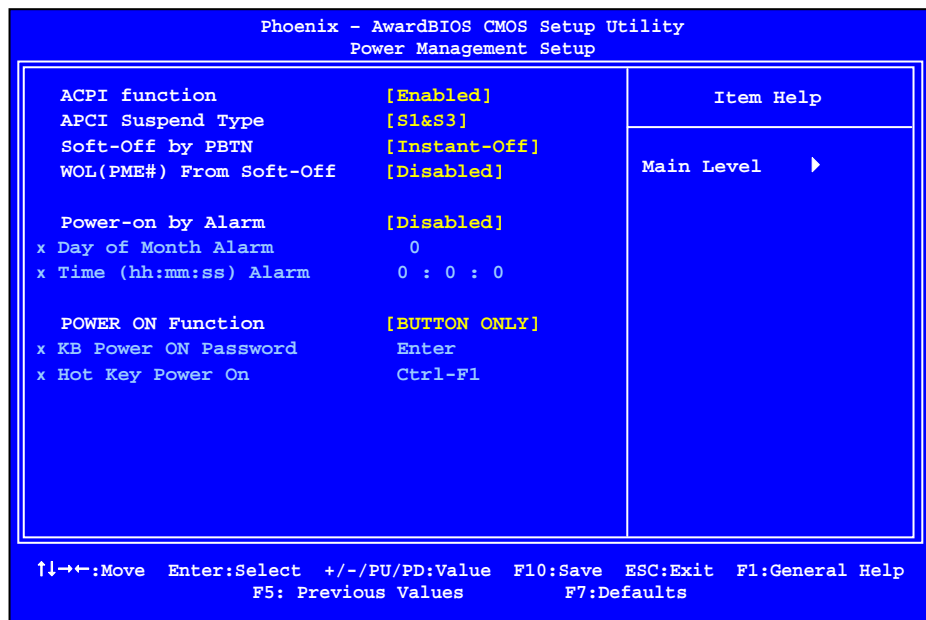 Phoenix – AwardBIOS CMOS Setup Utility
Power Management Setup
ACPI function [Enabled]
APCI Suspend Type [S1&S3]
Soft-Off by PBTN [Instant-Off]
WOL(PME#) From Soft-Off [Disabled]
Power-on by Alarm [Disabled]
x Day of Month Alarm 0
x Time (hh:mm:ss) Alarm 0 : 0 : 0
POWER ON Function [BUTTON ONLY]
x KB Power ON Password Enter
x Hot Key Power On Ctrl-F1
Item Help
Main Level
↑↓→←:Move Enter:Select +/-/PU/PD:Value F10:Save ESC:Exit F1:General Help
F5: Previous Values F7:Defaults